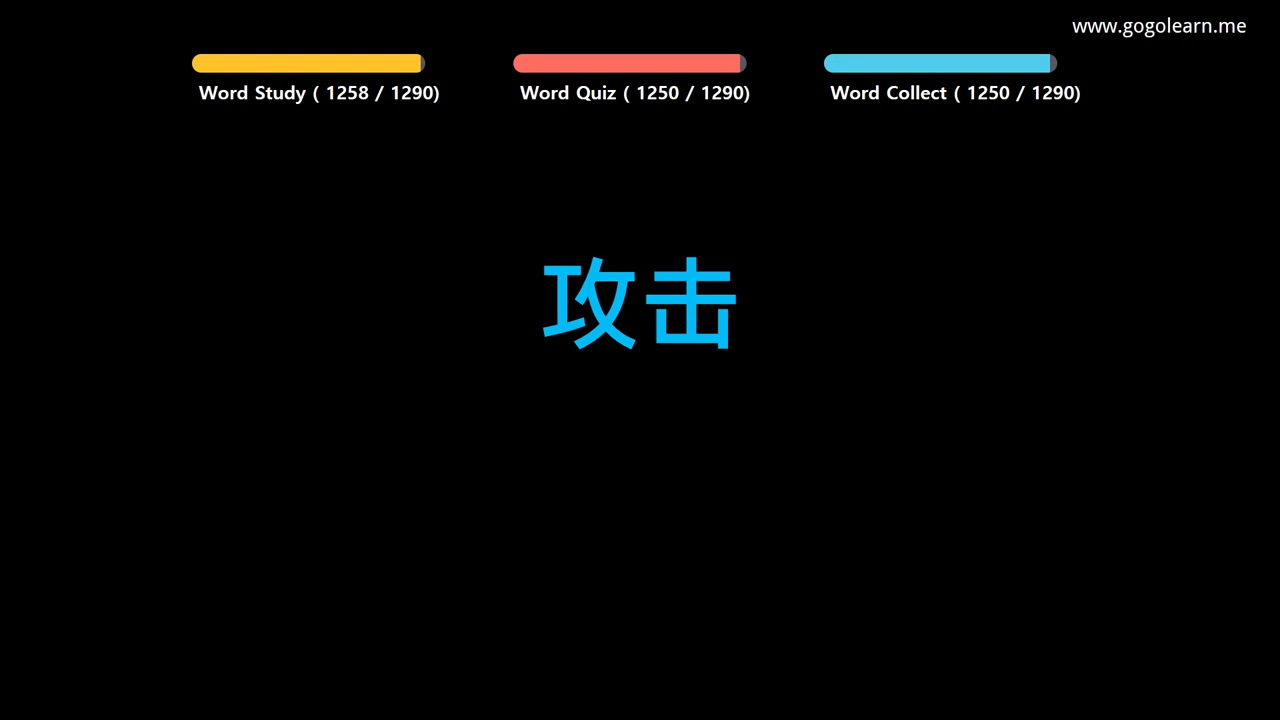 www.gogolearn.me
Word Study ( 1258 / 1290)
Word Quiz ( 1250 / 1290)
Word Collect ( 1250 / 1290)
攻击